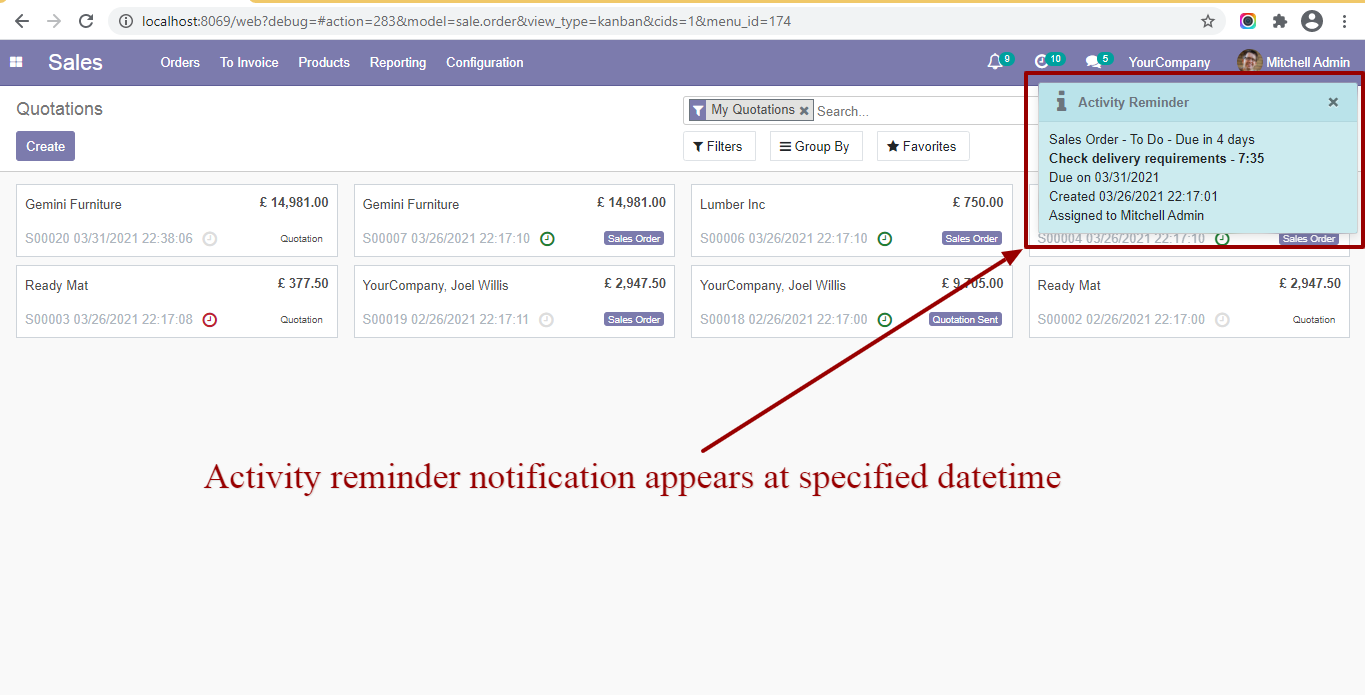 localhost:8069/web?debug=#action=283&model=sale.order&view_type=kanban&cids=1&menu_id=174
Sales Orders To Invoice Products Reporting Configuration 9 10 5 YourCompany Mitchell Admin
Quotations
My Quotations × Search...
Create
Filters Group By Favorites
Activity Reminder ×
Sales Order - To Do - Due in 4 days
Check delivery requirements - 7:35
Due on 03/31/2021
Created 03/26/2021 22:17:01
Assigned to Mitchell Admin
Gemini Furniture £ 14,981.00
S00020 03/31/2021 22:38:06 Quotation
Gemini Furniture £ 14,981.00
S00007 03/26/2021 22:17:10 Sales Order
Lumber Inc £ 750.00
S00006 03/26/2021 22:17:10 Sales Order
S00004 03/26/2021 22:17:10 Sales Order
Ready Mat £ 377.50
S00003 03/26/2021 22:17:08 Quotation
YourCompany, Joel Willis £ 2,947.50
S00019 02/26/2021 22:17:11 Sales Order
YourCompany, Joel Willis £ 9,705.00
S00018 02/26/2021 22:17:00 Quotation Sent
Ready Mat £ 2,947.50
S00002 02/26/2021 22:17:00 Quotation
Activity reminder notification appears at specified datetime